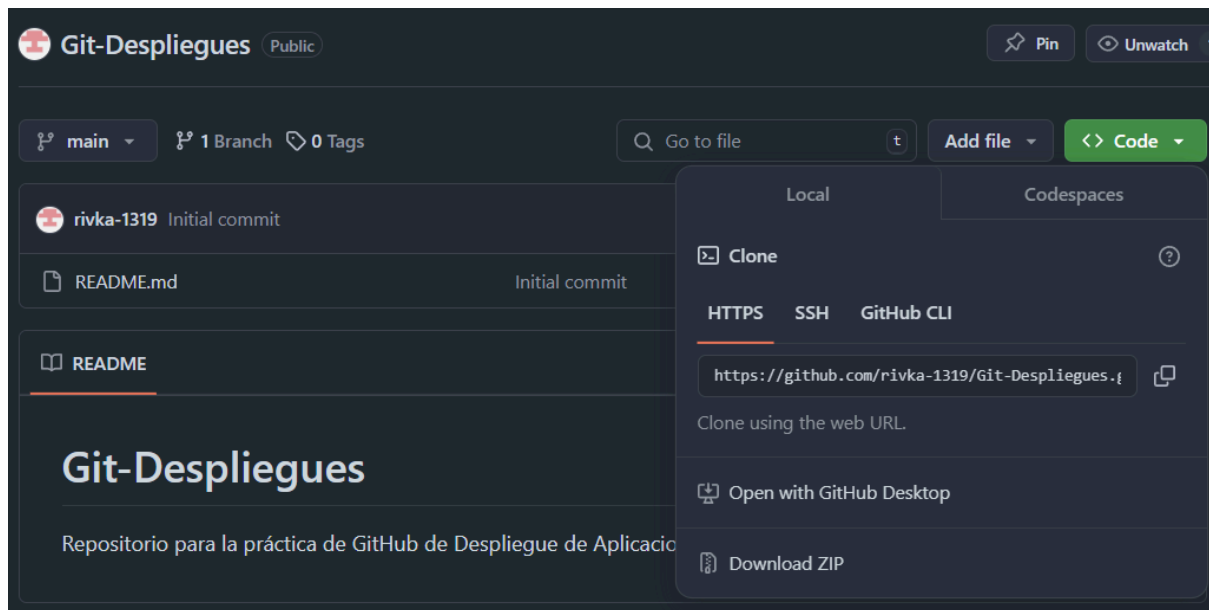 Git-Despliegues Public Pin Unwatch
main 1 Branch 0 Tags Go to file t Add file Code
Local Codespaces
rivka-1319 Initial commit
Clone
README.md Initial commit
HTTPS SSH GitHub CLI
README
https://github.com/rivka-1319/Git-Despliegues.g
Clone using the web URL.
Git-Despliegues
Open with GitHub Desktop
Repositorio para la práctica de GitHub de Despliegue de Aplicacio
Download ZIP